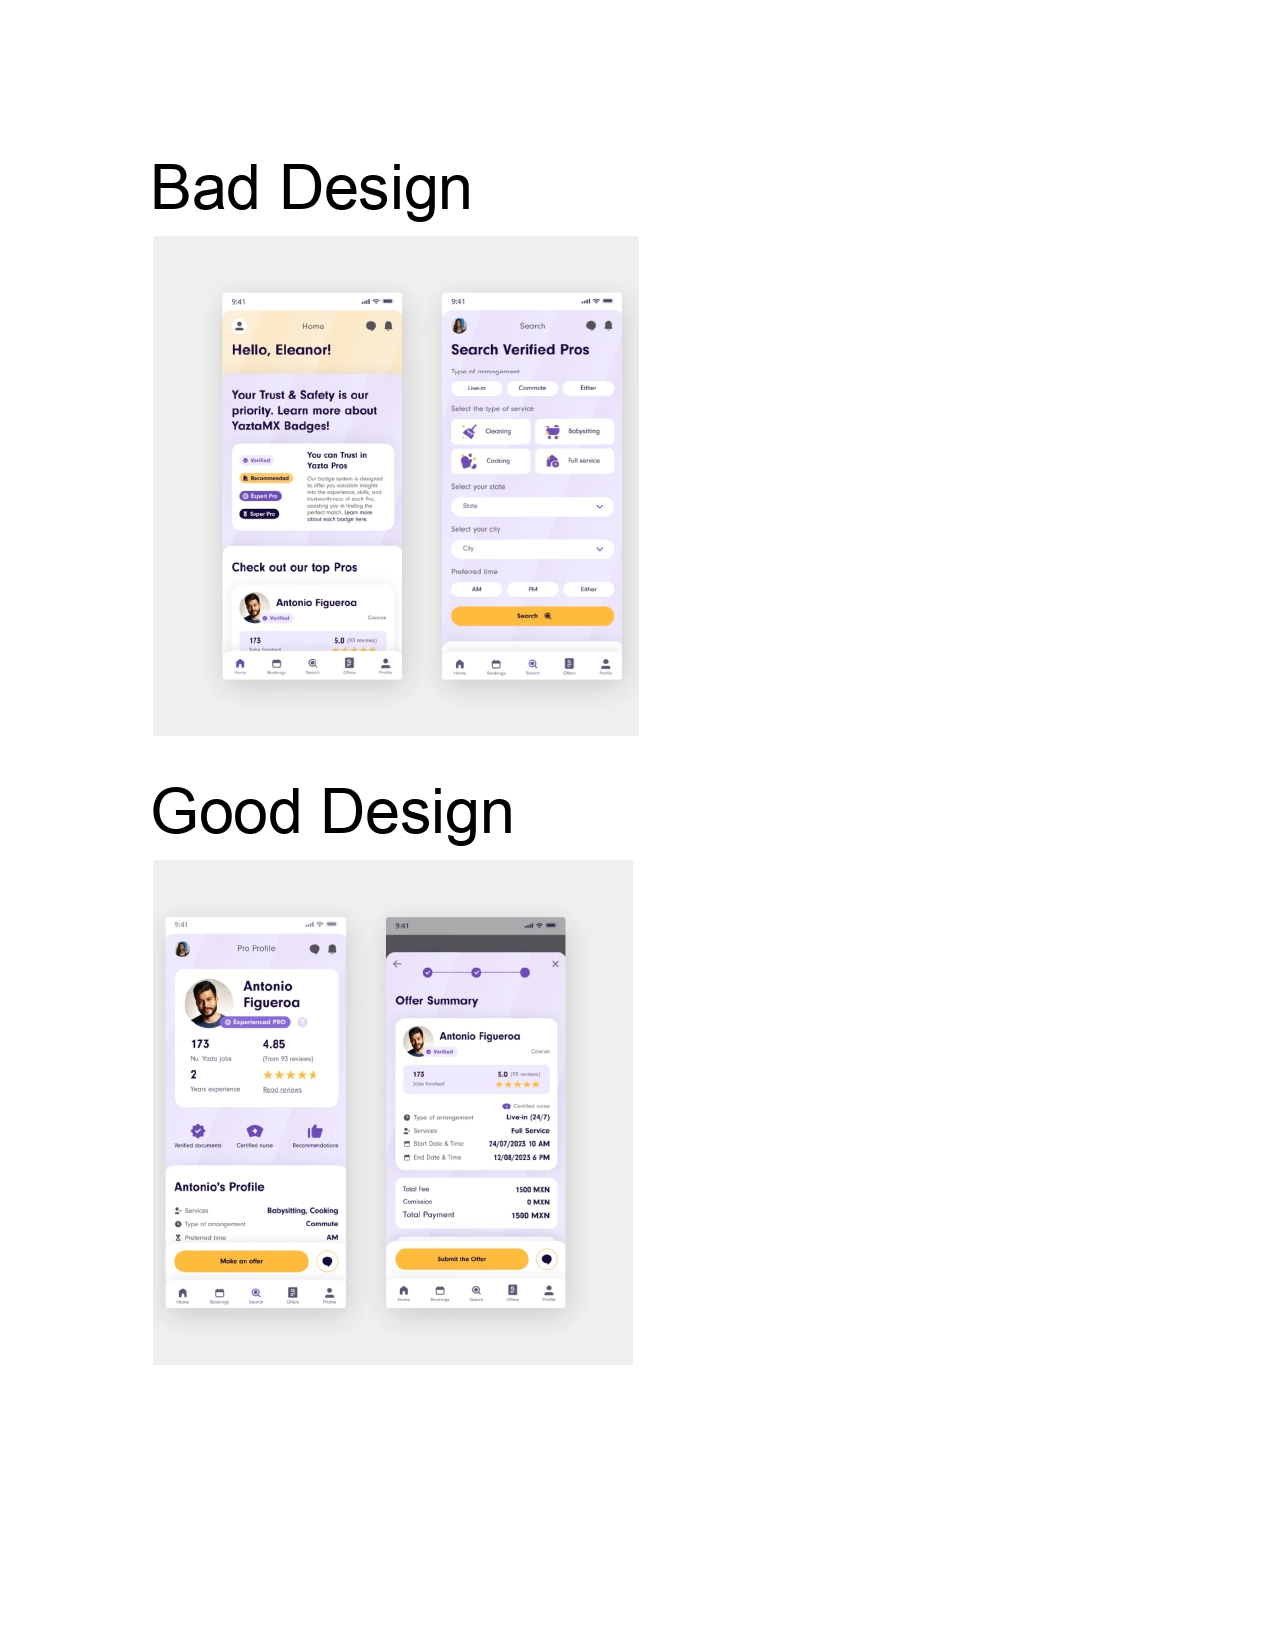 Bad Design
9:41
Home
Hello, Eleanor!
Your Trust & Safety is our
priority. Learn more about
YaztaMX Badges!
Verified
Recommended
Expert Pro
Super Pro
You can Trust in
Yazta Pros
Our badge system is designed
to offer you valuable insights
into the experience, skills, and
trustworthiness of each Pro,
assisting you in finding the
perfect match. Learn more
about each badge here
Check out our top Pros
Antonio Figueroa
Verified
Cancún
173
5.0 (93 reviews)
Jobs finished
Home Bookings Search Offers Profile
9:41
Search
Search Verified Pros
Type of arrangement
Live-in Commute Either
Select the type of service
Cleaning Babysitting
Cooking Full service
Select your state
State
Select your city
City
Preferred time
AM PM Either
Search
Home Bookings Search Offers Profile
Good Design
9:41
Pro Profile
Antonio
Figueroa
Experienced PRO ?
173 4.85
Nu. Yazta jobs (From 93 reviews)
2
Years experience Read reviews
Verified documents Certified nurse Recommendations
Antonio's Profile
Services Babysitting, Cooking
Type of arrangement Commute
Preferred time AM
Make an offer
Home Bookings Search Offers Profile
9:41
Offer Summary
Antonio Figueroa
Verified
Cancún
173 5.0 (93 reviews)
Jobs finished
Certified nurse
Type of arrangement Live-in (24/7)
Services Full Service
Start Date & Time 24/07/2023 10 AM
End Date & Time 12/08/2023 6 PM
Total Fee 1500 MXN
Comission 0 MXN
Total Payment 1500 MXN
Submit the Offer
Home Bookings Search Offers Profile